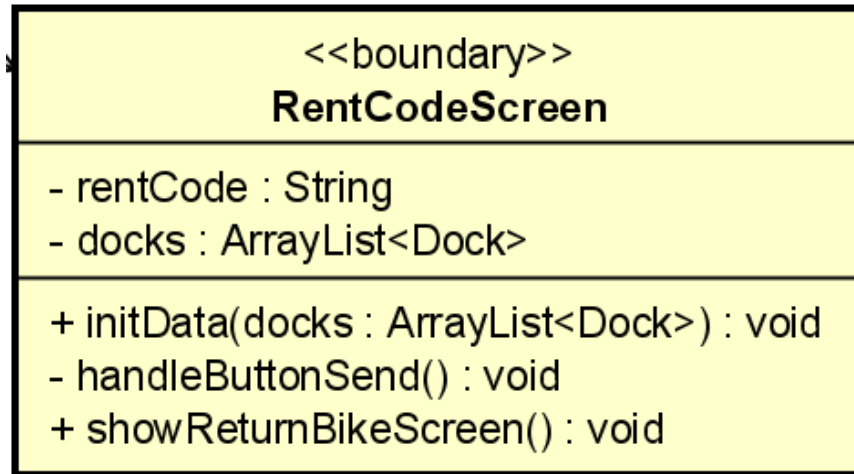 <<boundary>>
RentCodeScreen
- rentCode : String
- docks : ArrayList<Dock>
+ initData(docks : ArrayList<Dock>) : void
- handleButtonSend() : void
+ showReturnBikeScreen() : void